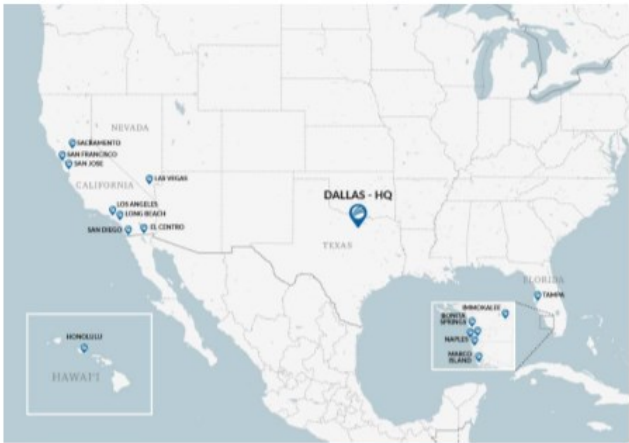 NEVADA
SACRAMENTO
SAN FRANCISCO
SAN JOSE
CALIFORNIA
LAS VEGAS
LOS ANGELES
LONG BEACH
SAN DIEGO
EL CENTRO
DALLAS - HQ
TEXAS
FLORIDA
TAMPA
IMMOKALEE
BONITA
SPRINGS
NAPLES
MARCO
ISLAND
HONOLULU
HAWAI'I